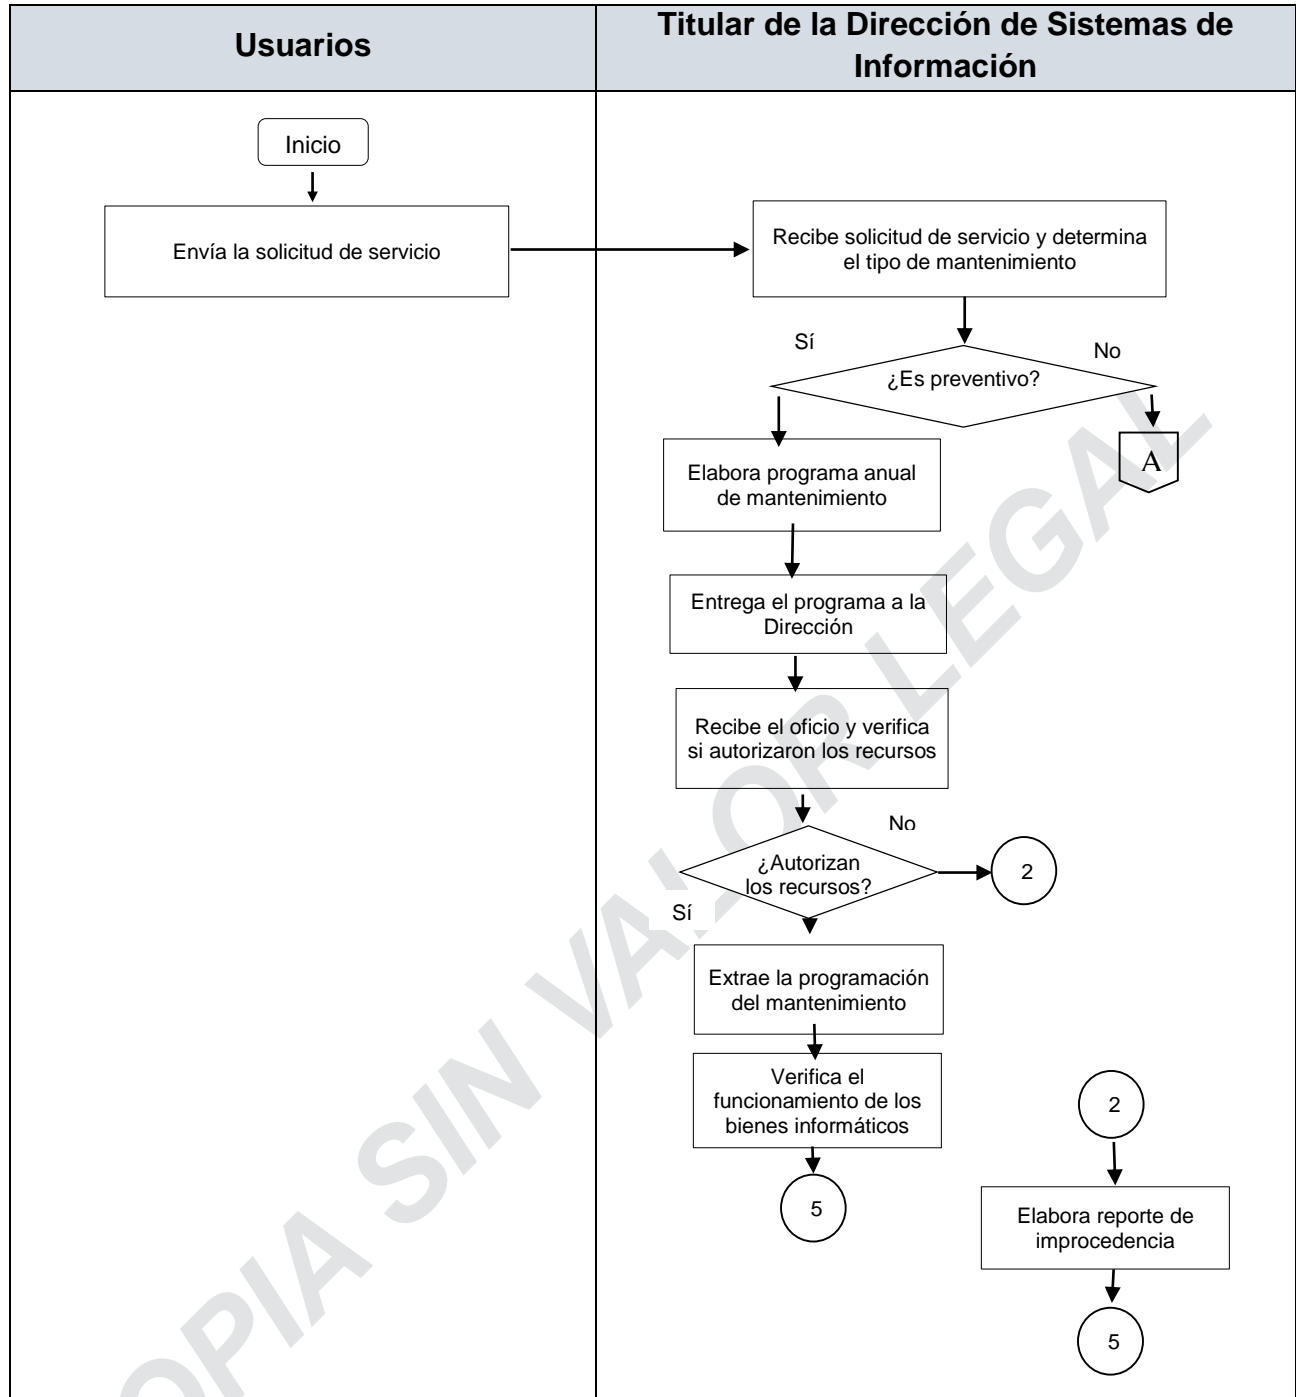 Usuarios
Titular de la Dirección de Sistemas de
Información
Inicio
Envía la solicitud de servicio
Recibe solicitud de servicio y determina
el tipo de mantenimiento
Sí
No
¿Es preventivo?
A
Elabora programa anual
de mantenimiento
Entrega el programa a la
Dirección
Recibe el oficio y verifica
si autorizaron los recursos
No
¿Autorizan
los recursos?
2
Sí
Extrae la programación
del mantenimiento
Verifica el
funcionamiento de los
bienes informáticos
2
5
Elabora reporte de
improcedencia
5
OPIA SIN VALOR LEGAL